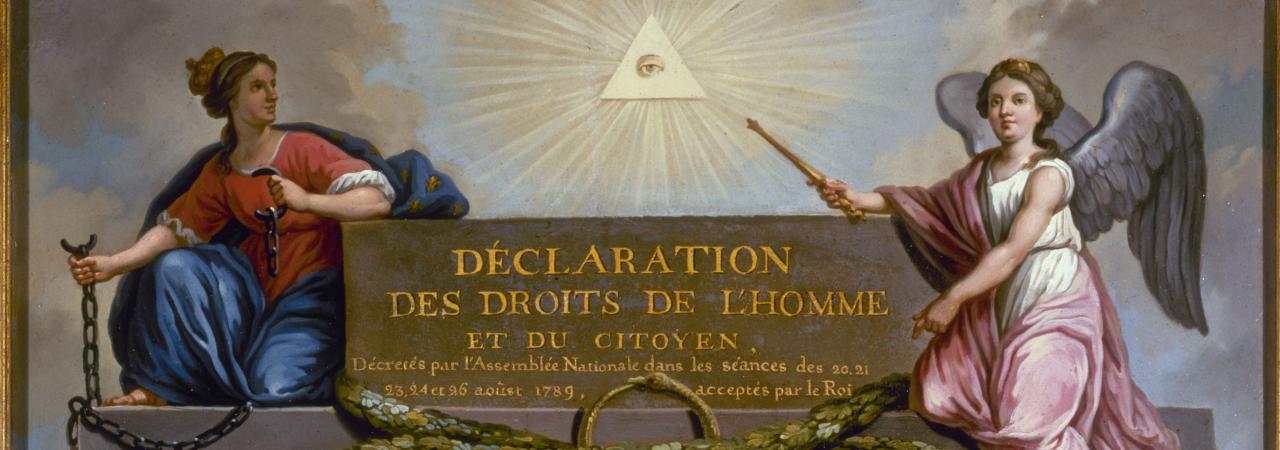 DÉCLARATION
DES DROITS DE L'HOMME
ET DU CITOYEN,
Décretés par l'Assemblée Nationale dans les séances des 20. 21
23, 24 et 26 aoûst 1789, acceptés par le Roi